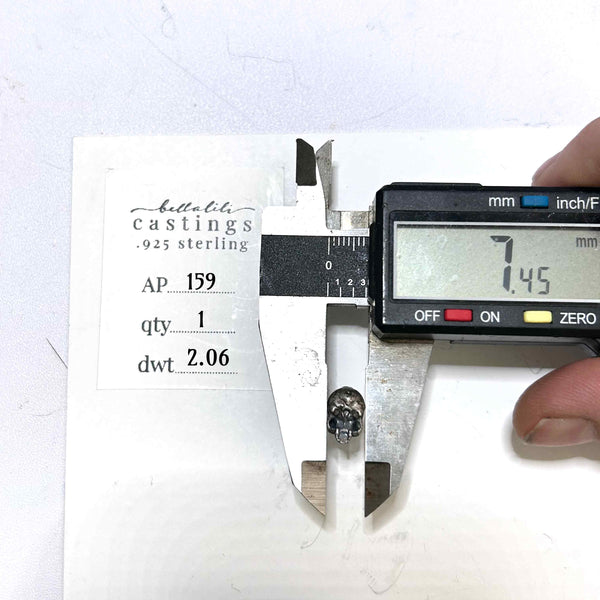 bellalili
castings
.925 sterling
AP 159
qty 1
dwt 2.06
mm inch/F
0
1 2 3
7.45 mm
OFF ON ZERO